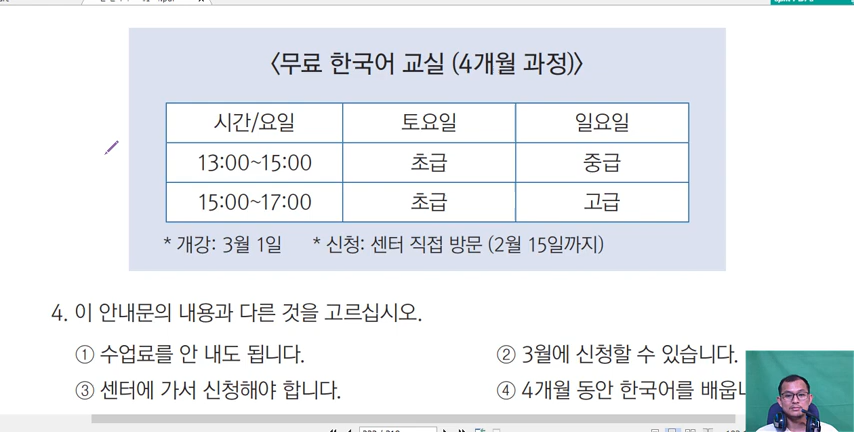 〈무료 한국어 교실 (4개월 과정)〉
시간/요일 토요일 일요일
13:00~15:00 초급 중급
15:00~17:00 초급 고급
* 개강: 3월 1일 * 신청: 센터 직접 방문 (2월 15일까지)
4. 이 안내문의 내용과 다른 것을 고르십시오.
① 수업료를 안 내도 됩니다. ② 3월에 신청할 수 있습니다.
③ 센터에 가서 신청해야 합니다. ④ 4개월 동안 한국어를